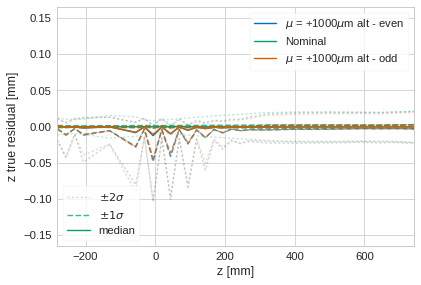 0.15
0.10
0.05
0.00
−0.05
−0.10
−0.15
z true residual [mm]
μ = +1000μm alt - even
Nominal
μ = +1000μm alt - odd
±2σ
±1σ
median
−200 0 200 400 600
z [mm]